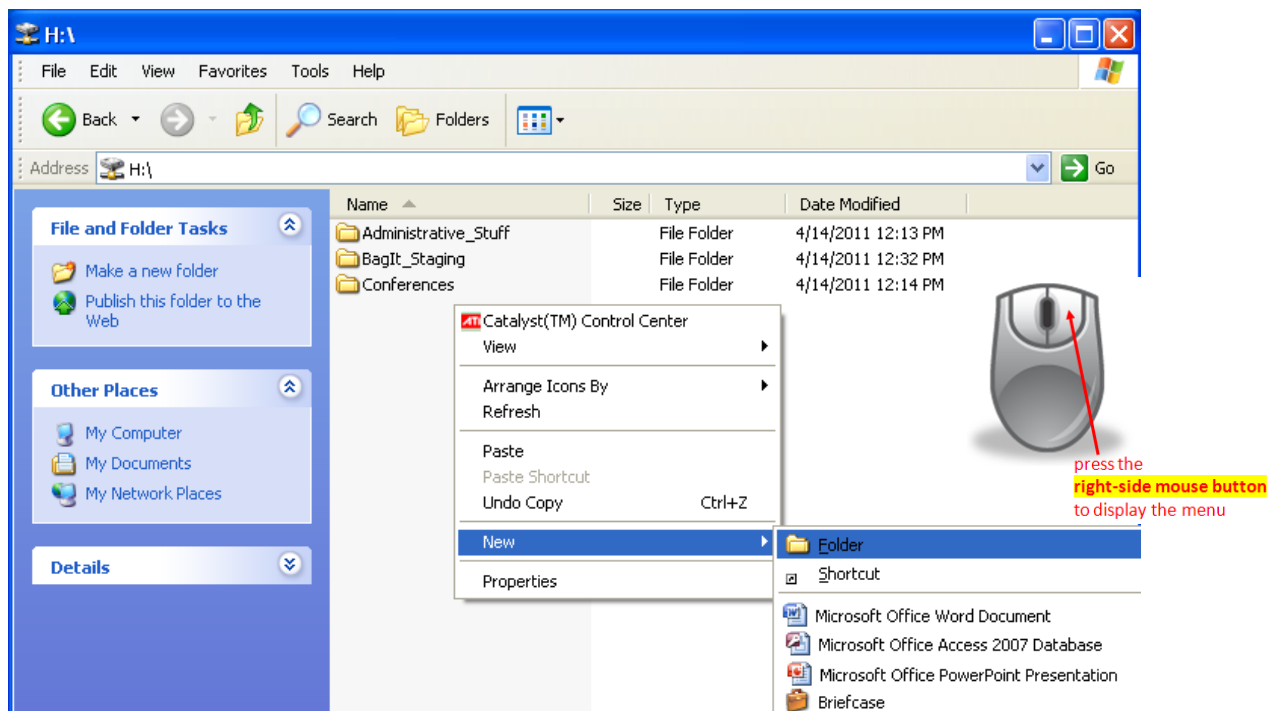 H:\
File Edit View Favorites Tools Help
Back Search Folders
Address H:\ Go
File and Folder Tasks
Make a new folder
Publish this folder to the
Web
Other Places
My Computer
My Documents
My Network Places
Details
Name Size Type Date Modified
Administrative_Stuff File Folder 4/14/2011 12:13 PM
BagIt_Staging File Folder 4/14/2011 12:32 PM
Conferences File Folder 4/14/2011 12:14 PM
ATI Catalyst(TM) Control Center
View
Arrange Icons By
Refresh
Paste
Paste Shortcut
Undo Copy Ctrl+Z
New
Properties
Folder
Shortcut
Microsoft Office Word Document
Microsoft Office Access 2007 Database
Microsoft Office PowerPoint Presentation
Briefcase
press the
right-side mouse button
to display the menu